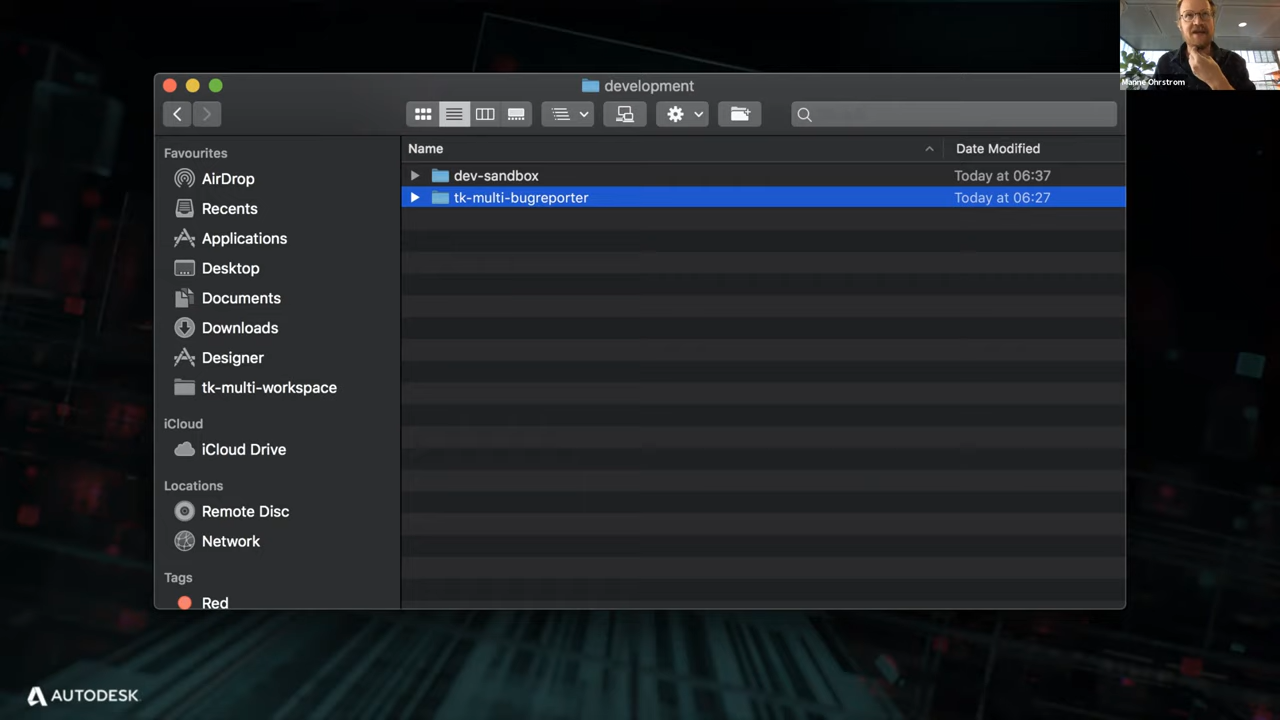 Manne Ohrstrom
development
Name
Date Modified
Favourites
AirDrop
Recents
Applications
Desktop
Documents
Downloads
Designer
tk-multi-workspace
iCloud
iCloud Drive
Locations
Remote Disc
Network
Tags
Red
dev-sandbox
Today at 06:37
tk-multi-bugreporter
Today at 06:27
AUTODESK